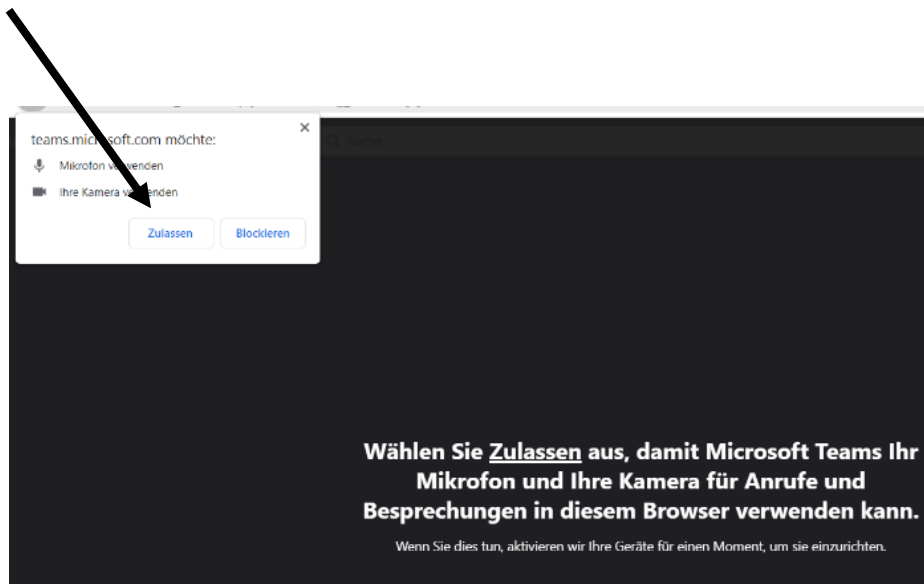 teams.microsoft.com möchte:
Mikrofon verwenden
Ihre Kamera verwenden
Zulassen
Blockieren
Suche
Wählen Sie Zulassen aus, damit Microsoft Teams Ihr
Mikrofon und Ihre Kamera für Anrufe und
Besprechungen in diesem Browser verwenden kann.
Wenn Sie dies tun, aktivieren wir Ihre Geräte für einen Moment, um sie einzurichten.